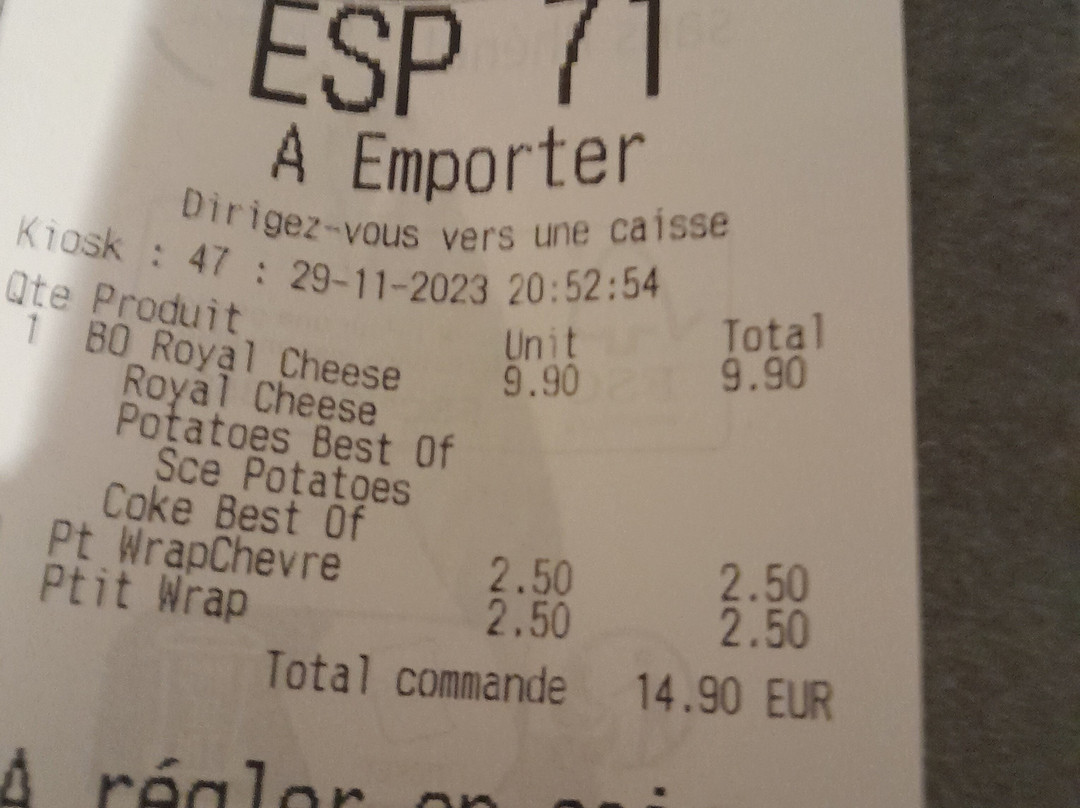 ESP 71
A Emporter
Dirigez-vous vers une caisse
Kiosk : 47 : 29-11-2023 20:52:54
Qte Produit Unit Total
1 BO Royal Cheese 9.90 9.90
Royal Cheese
Potatoes Best Of
Sce Potatoes
Coke Best Of
Pt WrapChevre 2.50 2.50
Ptit Wrap 2.50 2.50
Total commande 14.90 EUR
A régler en